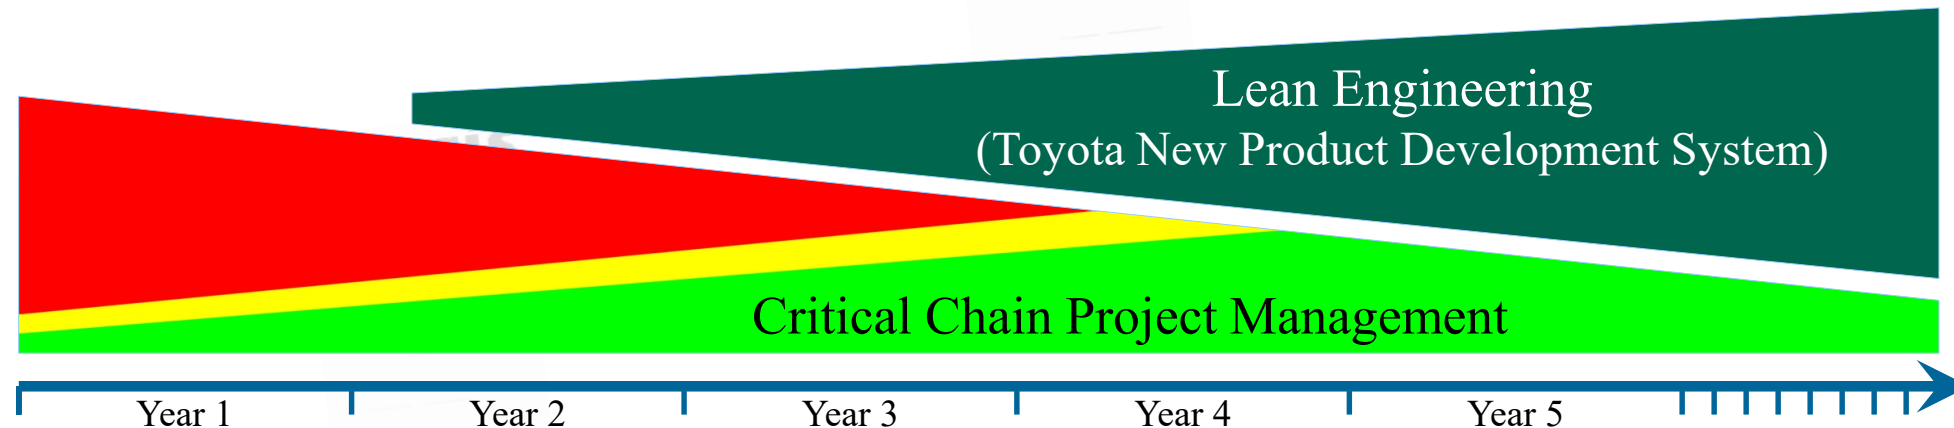 Lean Engineering
(Toyota New Product Development System)
Critical Chain Project Management
Year 1
Year 2
Year 3
Year 4
Year 5